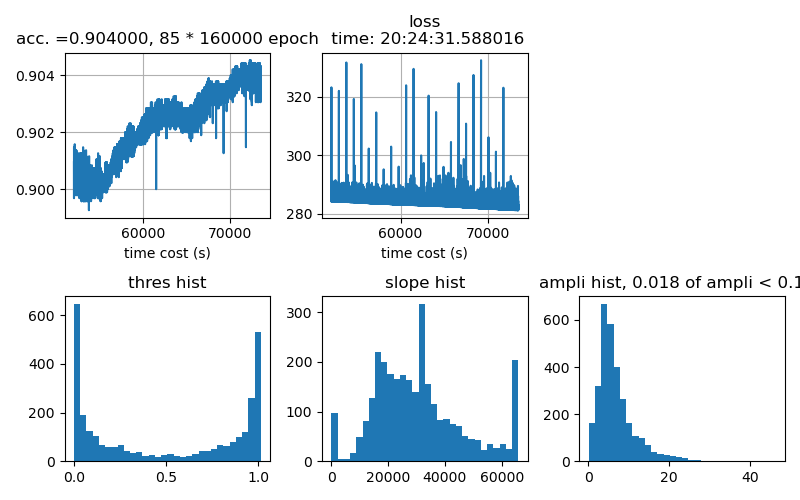 acc. =0.904000, 85 * 160000 epoch
loss
time: 20:24:31.588016
0.904
0.902
0.900
60000 70000
time cost (s)
320
300
280
60000 70000
time cost (s)
thres hist
600
400
200
0
0.0 0.5 1.0
slope hist
300
200
100
0
0 20000 40000 60000
ampli hist, 0.018 of ampli < 0.1
600
400
200
0
0 20 40